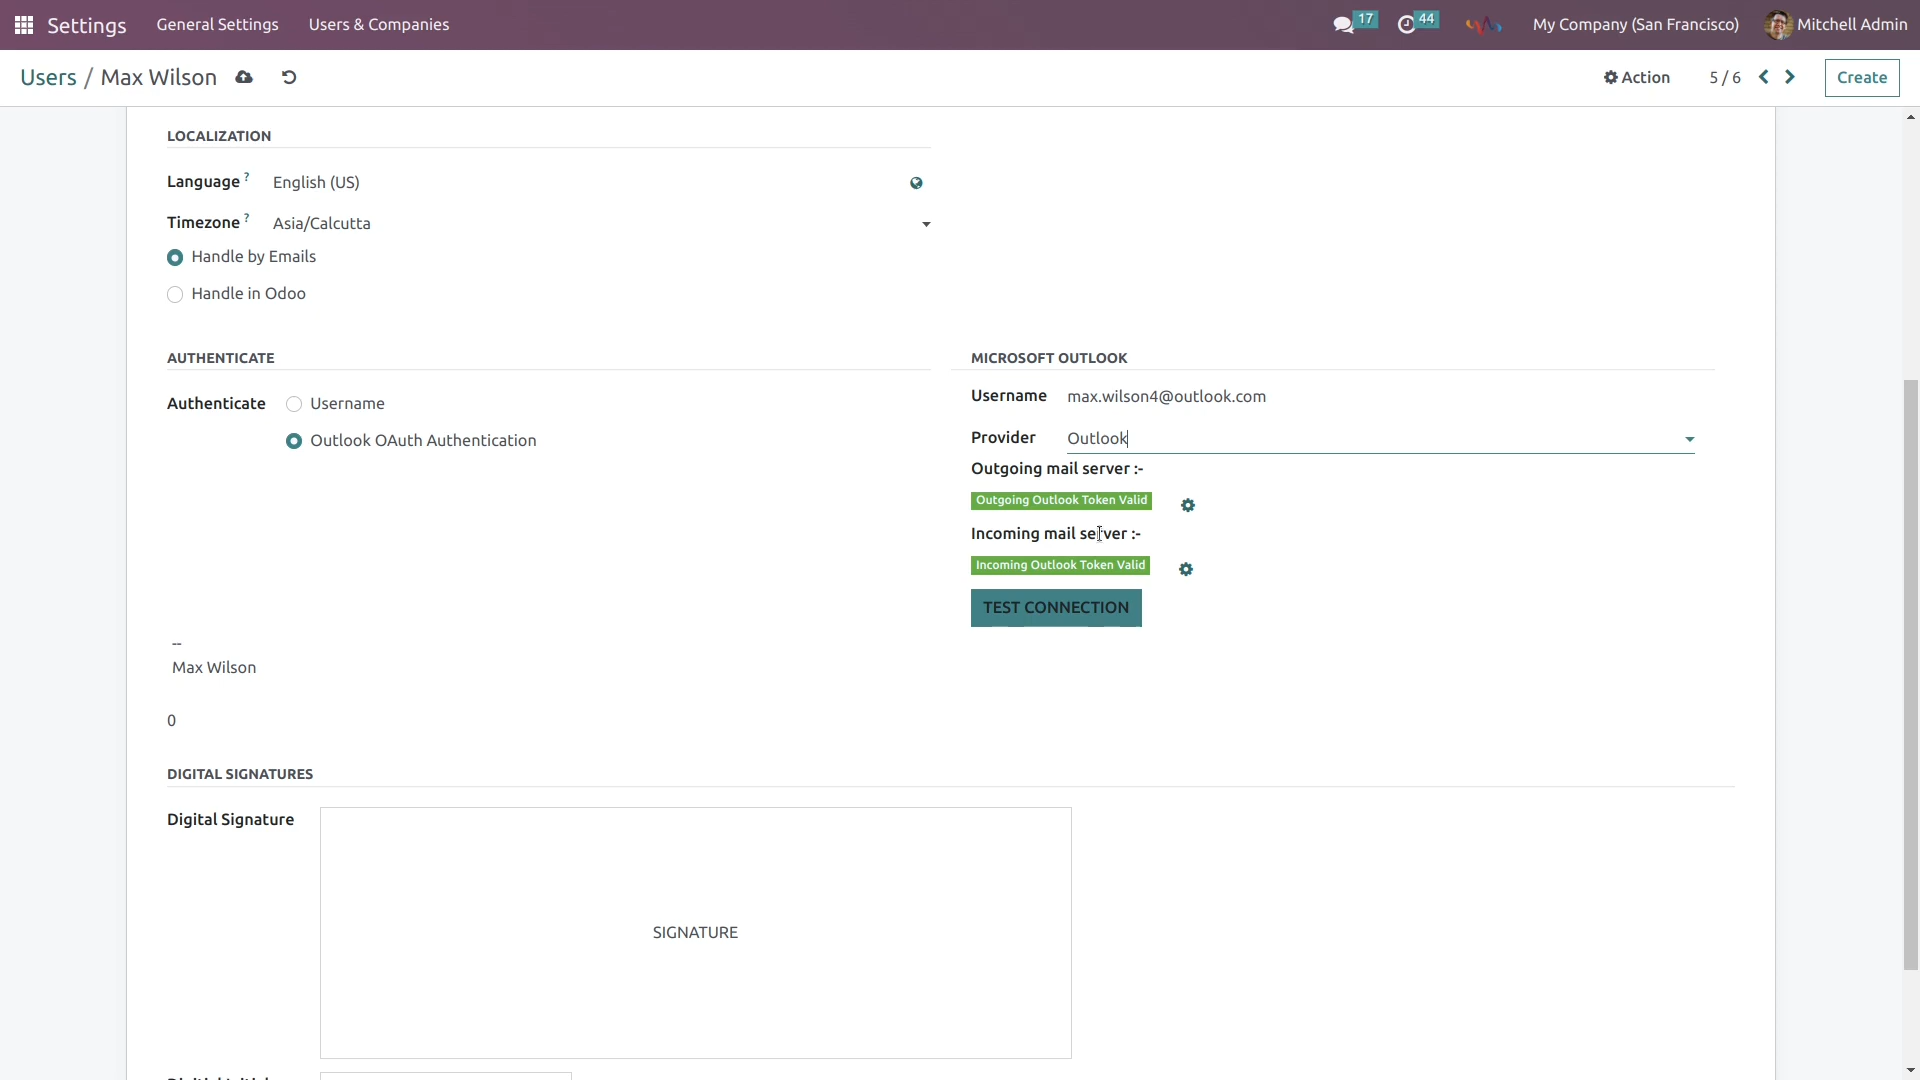 Settings General Settings Users & Companies 17 44 My Company (San Francisco) Mitchell Admin
Users / Max Wilson Action 5 / 6 Create
LOCALIZATION
Language ? English (US)
Timezone ? Asia/Calcutta
Handle by Emails
Handle in Odoo
AUTHENTICATE
Authenticate Username
Outlook OAuth Authentication
MICROSOFT OUTLOOK
Username max.wilson4@outlook.com
Provider Outlook
Outgoing mail server :-
Outgoing Outlook Token Valid
Incoming mail server :-
Incoming Outlook Token Valid
TEST CONNECTION
--
Max Wilson
0
DIGITAL SIGNATURES
Digital Signature
SIGNATURE